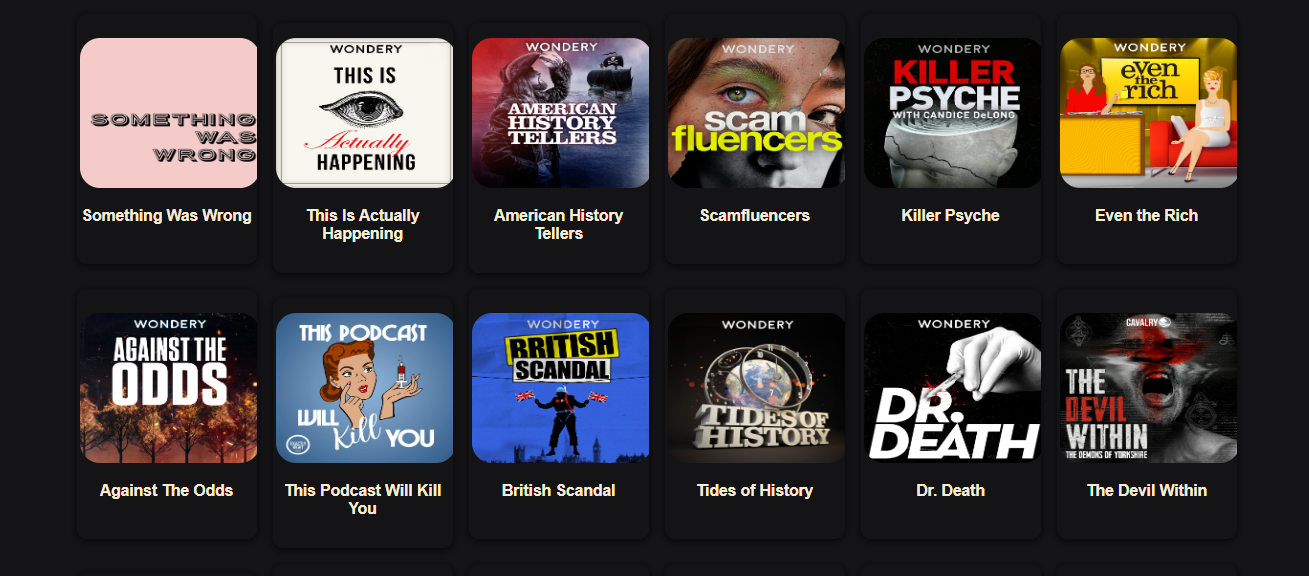 SOMETHING
WAS
WRONG
Something Was Wrong
WONDERY
THIS IS
Actually
HAPPENING
This Is Actually
Happening
WONDERY
AMERICAN
HISTORY
TELLERS
American History
Tellers
WONDERY
scam
fluencers
Scamfluencers
WONDERY
KILLER
PSYCHE
WITH CANDICE DeLONG
Killer Psyche
WONDERY
even
the
rich
Even the Rich
WONDERY
AGAINST THE
ODDS
Against The Odds
THIS PODCAST
WILL
Kill
YOU
This Podcast Will Kill
You
WONDERY
BRITISH
SCANDAL
British Scandal
WONDERY
TIDES OF
HISTORY
Tides of History
WONDERY
DR.
DEATH
Dr. Death
CAVALRY
THE
DEVIL
WITHIN
THE DEMONS OF YORKSHIRE
The Devil Within